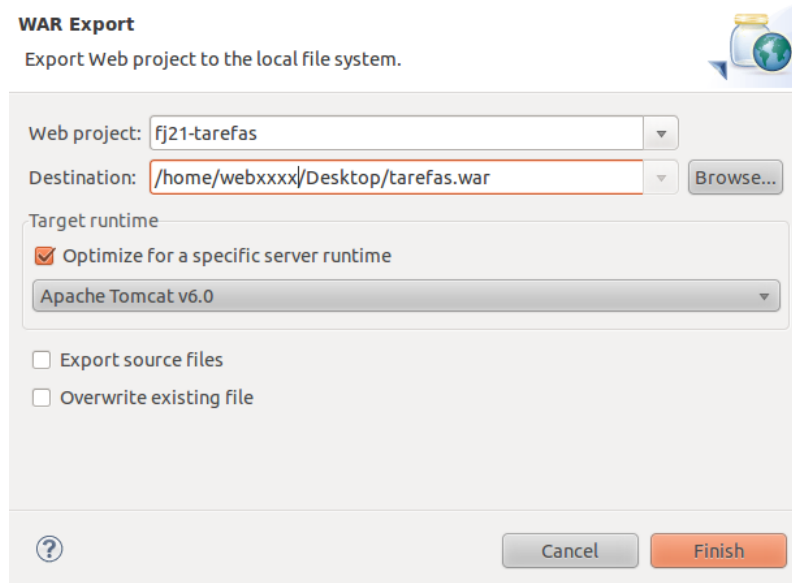 WAR Export
Export Web project to the local file system.
Web project: fj21-tarefas
Destination: /home/webxxxx/Desktop/tarefas.war Browse...
Target runtime
Optimize for a specific server runtime
Apache Tomcat v6.0
Export source files
Overwrite existing file
? Cancel Finish